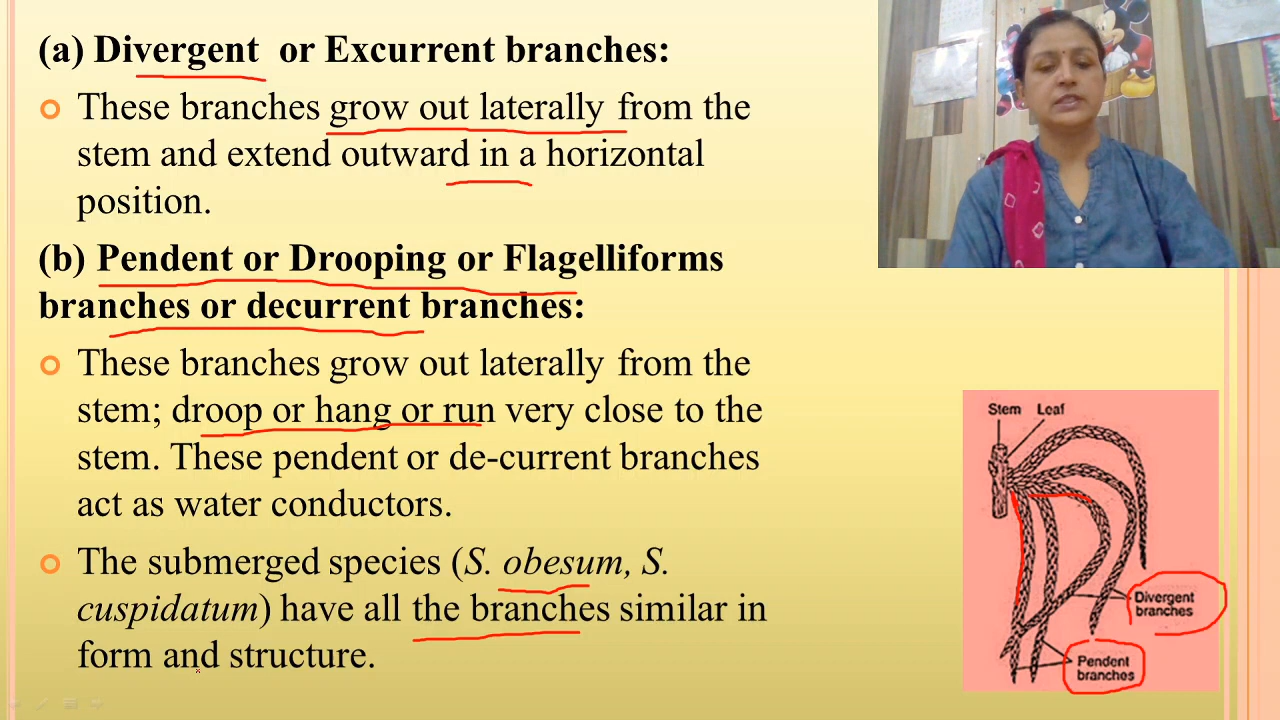 (a) Divergent or Excurrent branches:
These branches grow out laterally from the
stem and extend outward in a horizontal
position.
(b) Pendent or Drooping or Flagelliforms
branches or decurrent branches:
These branches grow out laterally from the
stem; droop or hang or run very close to the
stem. These pendent or de-current branches
act as water conductors.
The submerged species (S. obesum, S.
cuspidatum) have all the branches similar in
form and structure.
Stem Leaf
Divergent
branches
Pendent
branches